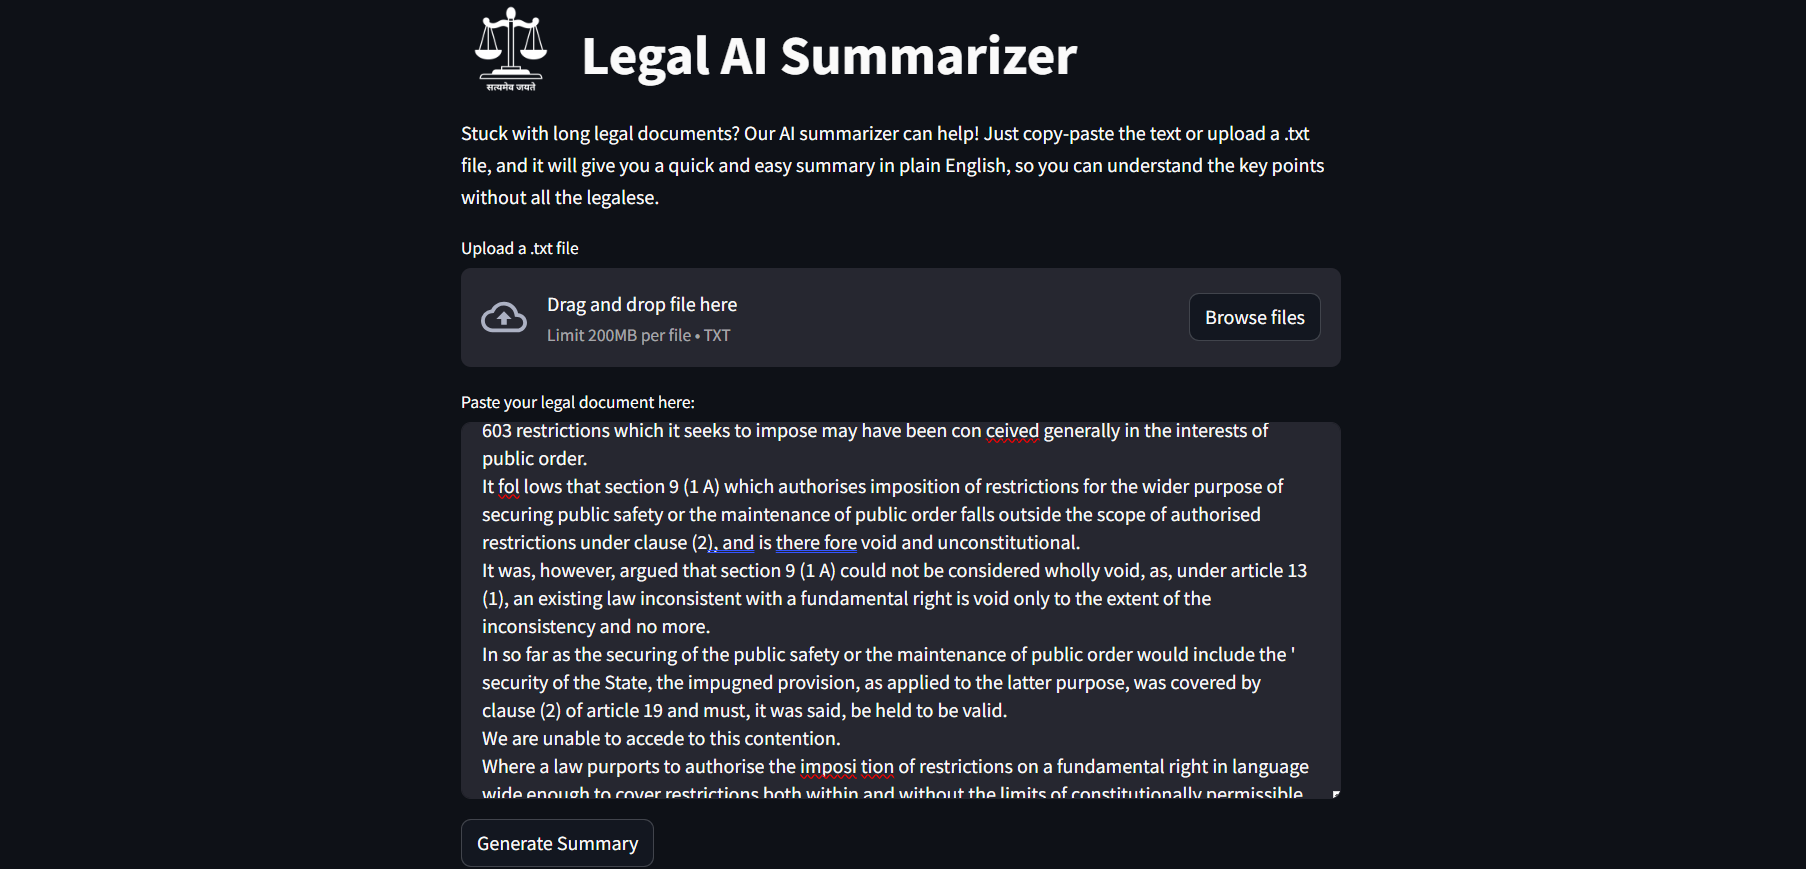 सत्यमेव जयते
Legal AI Summarizer
Stuck with long legal documents? Our AI summarizer can help! Just copy-paste the text or upload a .txt
file, and it will give you a quick and easy summary in plain English, so you can understand the key points
without all the legalese.
Upload a .txt file
Drag and drop file here
Limit 200MB per file • TXT
Browse files
Paste your legal document here:
603 restrictions which it seeks to impose may have been con ceived generally in the interests of
public order.
It fol lows that section 9 (1 A) which authorises imposition of restrictions for the wider purpose of
securing public safety or the maintenance of public order falls outside the scope of authorised
restrictions under clause (2), and is there fore void and unconstitutional.
It was, however, argued that section 9 (1 A) could not be considered wholly void, as, under article 13
(1), an existing law inconsistent with a fundamental right is void only to the extent of the
inconsistency and no more.
In so far as the securing of the public safety or the maintenance of public order would include the '
security of the State, the impugned provision, as applied to the latter purpose, was covered by
clause (2) of article 19 and must, it was said, be held to be valid.
We are unable to accede to this contention.
Where a law purports to authorise the imposi tion of restrictions on a fundamental right in language
wide enough to cover restrictions both within and without the limits of constitutionally permissible
Generate Summary